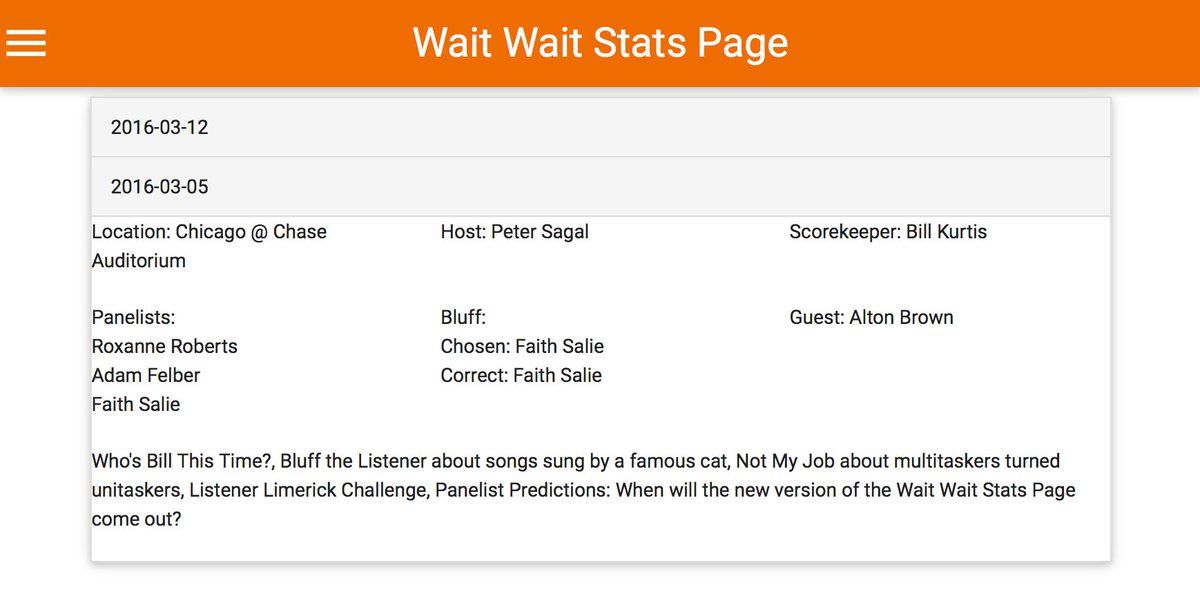 Wait Wait Stats Page
2016-03-12
2016-03-05
Location: Chicago @ Chase
Auditorium
Host: Peter Sagal
Scorekeeper: Bill Kurtis
Panelists:
Roxanne Roberts
Adam Felber
Faith Salie
Bluff:
Chosen: Faith Salie
Correct: Faith Salie
Guest: Alton Brown
Who's Bill This Time?, Bluff the Listener about songs sung by a famous cat, Not My Job about multitaskers turned
unitaskers, Listener Limerick Challenge, Panelist Predictions: When will the new version of the Wait Wait Stats Page
come out?